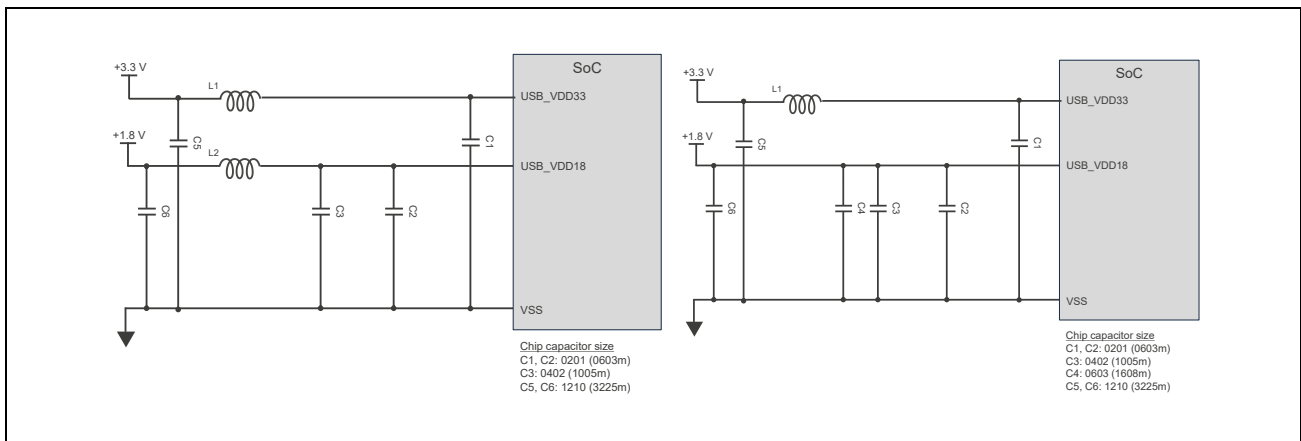 SoC
+3.3 V
L1
USB_VDD33
C5
C1
+1.8 V
L2
USB_VDD18
C6
C3
C2
VSS
Chip capacitor size
C1, C2: 0201 (0603m)
C3: 0402 (1005m)
C5, C6: 1210 (3225m)
SoC
+3.3 V
L1
USB_VDD33
C5
C1
+1.8 V
USB_VDD18
C6
C4
C3
C2
VSS
Chip capacitor size
C1, C2: 0201 (0603m)
C3: 0402 (1005m)
C4: 0603 (1608m)
C5, C6: 1210 (3225m)